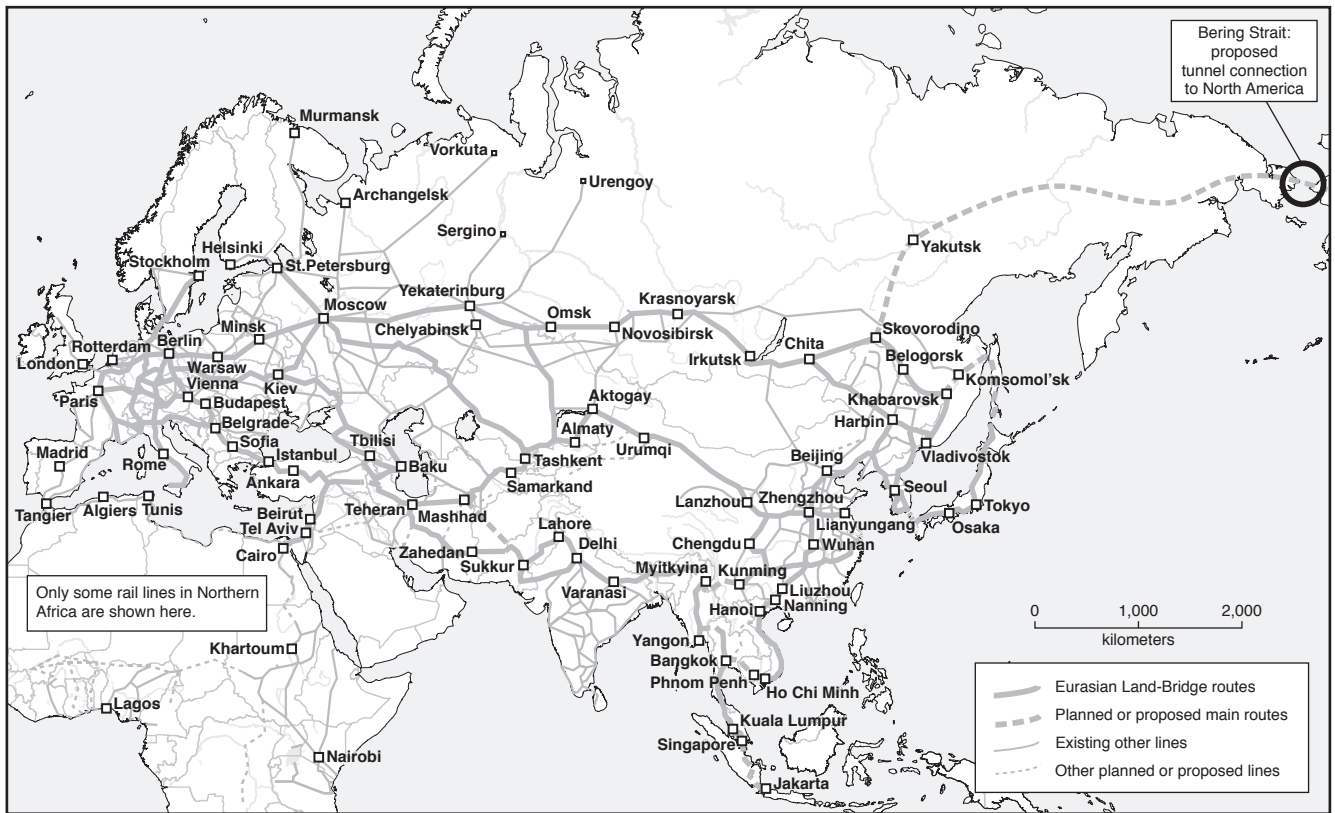 Bering Strait:
proposed
tunnel connection
to North America
Murmansk
Vorkuta
Urengoy
Archangelsk
Sergino
Yakutsk
Helsinki
Stockholm
St.Petersburg
Yekaterinburg
Krasnoyarsk
Moscow
Omsk
Chelyabinsk
Novosibirsk
Skovorodino
Minsk
Berlin
Rotterdam
London
Chita
Irkutsk
Belogorsk
Warsaw
Vienna
Kiev
Komsomol'sk
Paris
Budapest
Aktogay
Khabarovsk
Belgrade
Almaty
Harbin
Sofia
Tbilisi
Urumqi
Madrid
Rome
Istanbul
Baku
Tashkent
Beijing
Vladivostok
Ankara
Samarkand
Seoul
Tangier
Algiers
Tunis
Beirut
Teheran
Mashhad
Lanzhou
Zhengzhou
Tokyo
Tel Aviv
Lahore
Lianyungang
Osaka
Cairo
Zahedan
Delhi
Chengdu
Wuhan
Sukkur
Myitkyina
Kunming
Varanasi
Liuzhou
Nanning
Hanoi
Only some rail lines in Northern
Africa are shown here.
0 1,000 2,000
kilometers
Khartoum
Yangon
Bangkok
Phnom Penh
Ho Chi Minh
Lagos
Kuala Lumpur
Singapore
Nairobi
Jakarta
Eurasian Land-Bridge routes
Planned or proposed main routes
Existing other lines
Other planned or proposed lines